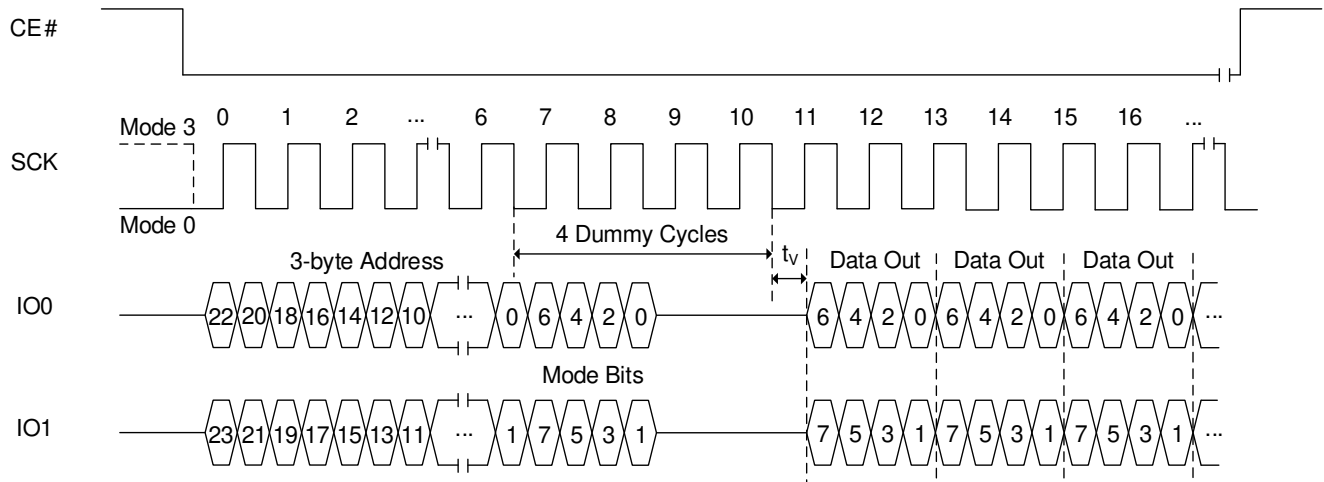 CE#
0 1 2 ... 6 7 8 9 10 11 12 13 14 15 16 ...
Mode 3
SCK
Mode 0
4 Dummy Cycles
3-byte Address tV Data Out Data Out Data Out
IO0 22 20 18 16 14 12 10 ... 0 6 4 2 0 6 4 2 0 6 4 2 0 6 4 2 0 ...
Mode Bits
IO1 23 21 19 17 15 13 11 ... 1 7 5 3 1 7 5 3 1 7 5 3 1 7 5 3 1 ...